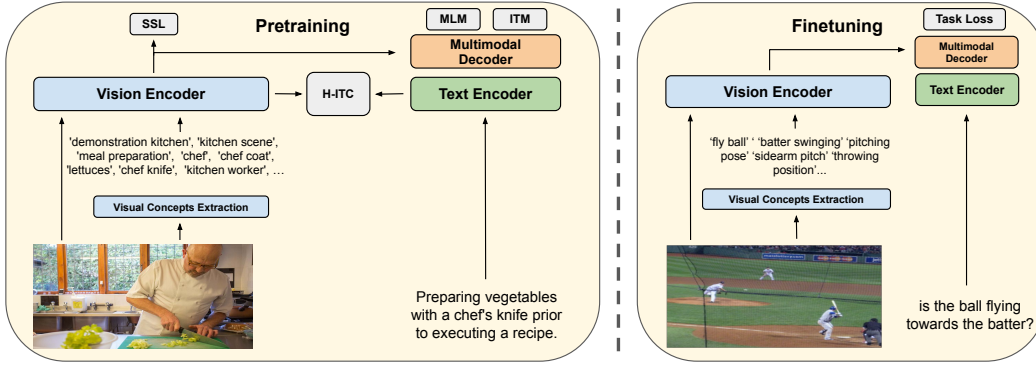 Pretraining
SSL
MLM
ITM
Multimodal
Decoder
Vision Encoder
H-ITC
Text Encoder
'demonstration kitchen', 'kitchen scene',
'meal preparation', 'chef', 'chef coat',
'lettuces', 'chef knife', 'kitchen worker', ...
Visual Concepts Extraction
Preparing vegetables
with a chef's knife prior
to executing a recipe.
Finetuning
Task Loss
Multimodal
Decoder
Vision Encoder
Text Encoder
'fly ball' ' 'batter swinging' 'pitching
pose' 'sidearm pitch' 'throwing
position'...
Visual Concepts Extraction
is the ball flying
towards the batter?